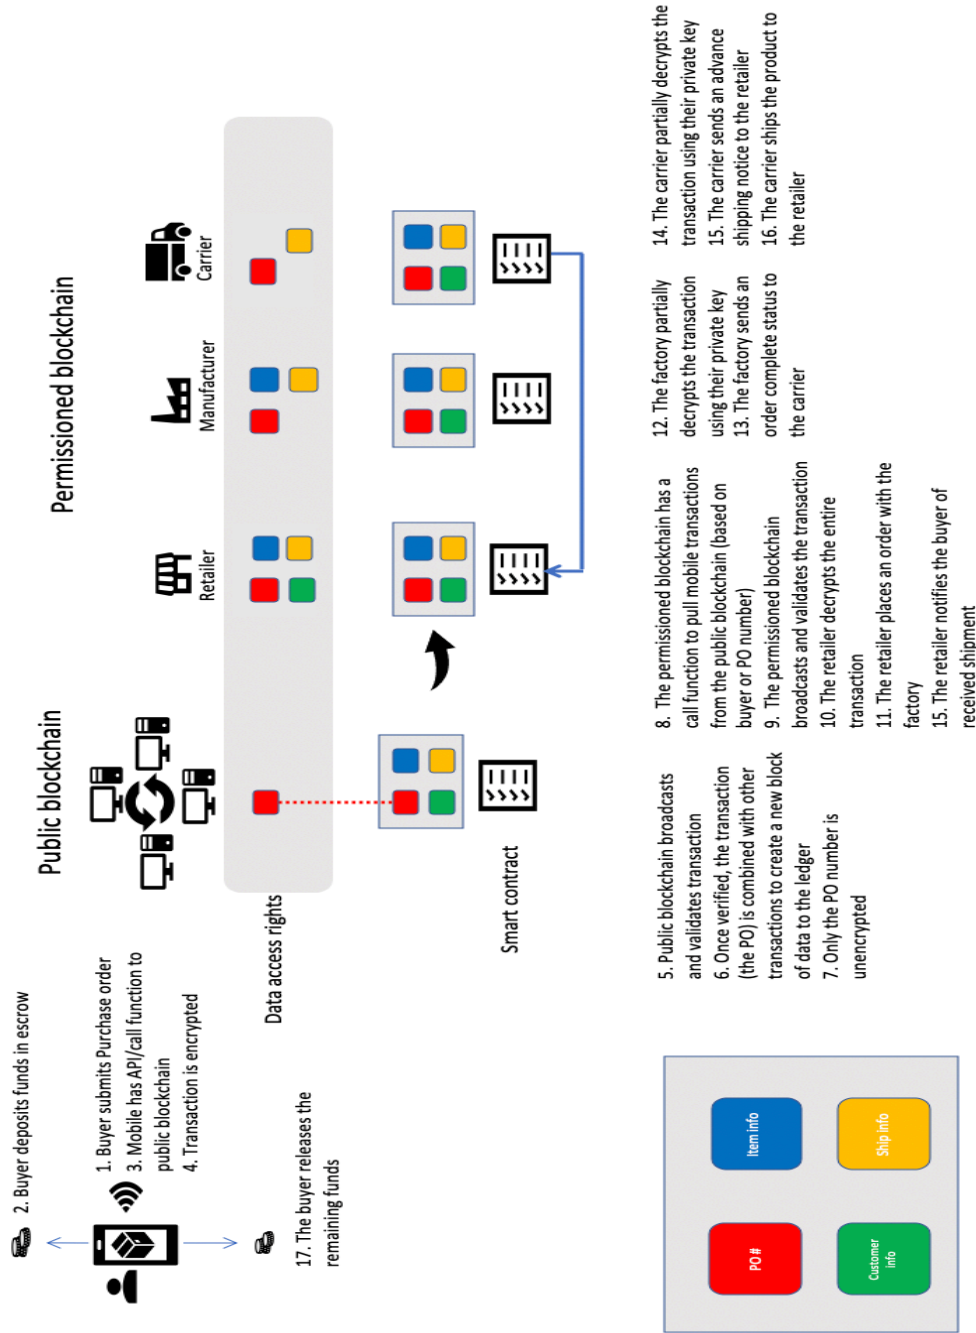 2. Buyer deposits funds in escrow
1. Buyer submits Purchase order
3. Mobile has API/call function to
public blockchain
4. Transaction is encrypted
17. The buyer releases the
remaining funds
Public blockchain
Permissioned blockchain
Retailer
Manufacturer
Carrier
Data access rights
Smart contract
PO #
Item info
Customer
info
Ship info
5. Public blockchain broadcasts
and validates transaction
6. Once verified, the transaction
(the PO) is combined with other
transactions to create a new block
of data to the ledger
7. Only the PO number is
unencrypted
8. The permissioned blockchain has a
call function to pull mobile transactions
from the public blockchain (based on
buyer or PO number)
9. The permissioned blockchain
broadcasts and validates the transaction
10. The retailer decrypts the entire
transaction
11. The retailer places an order with the
factory
15. The retailer notifies the buyer of
received shipment
12. The factory partially
decrypts the transaction
using their private key
13. The factory sends an
order complete status to
the carrier
14. The carrier partially decrypts the
transaction using their private key
15. The carrier sends an advance
shipping notice to the retailer
16. The carrier ships the product to
the retailer